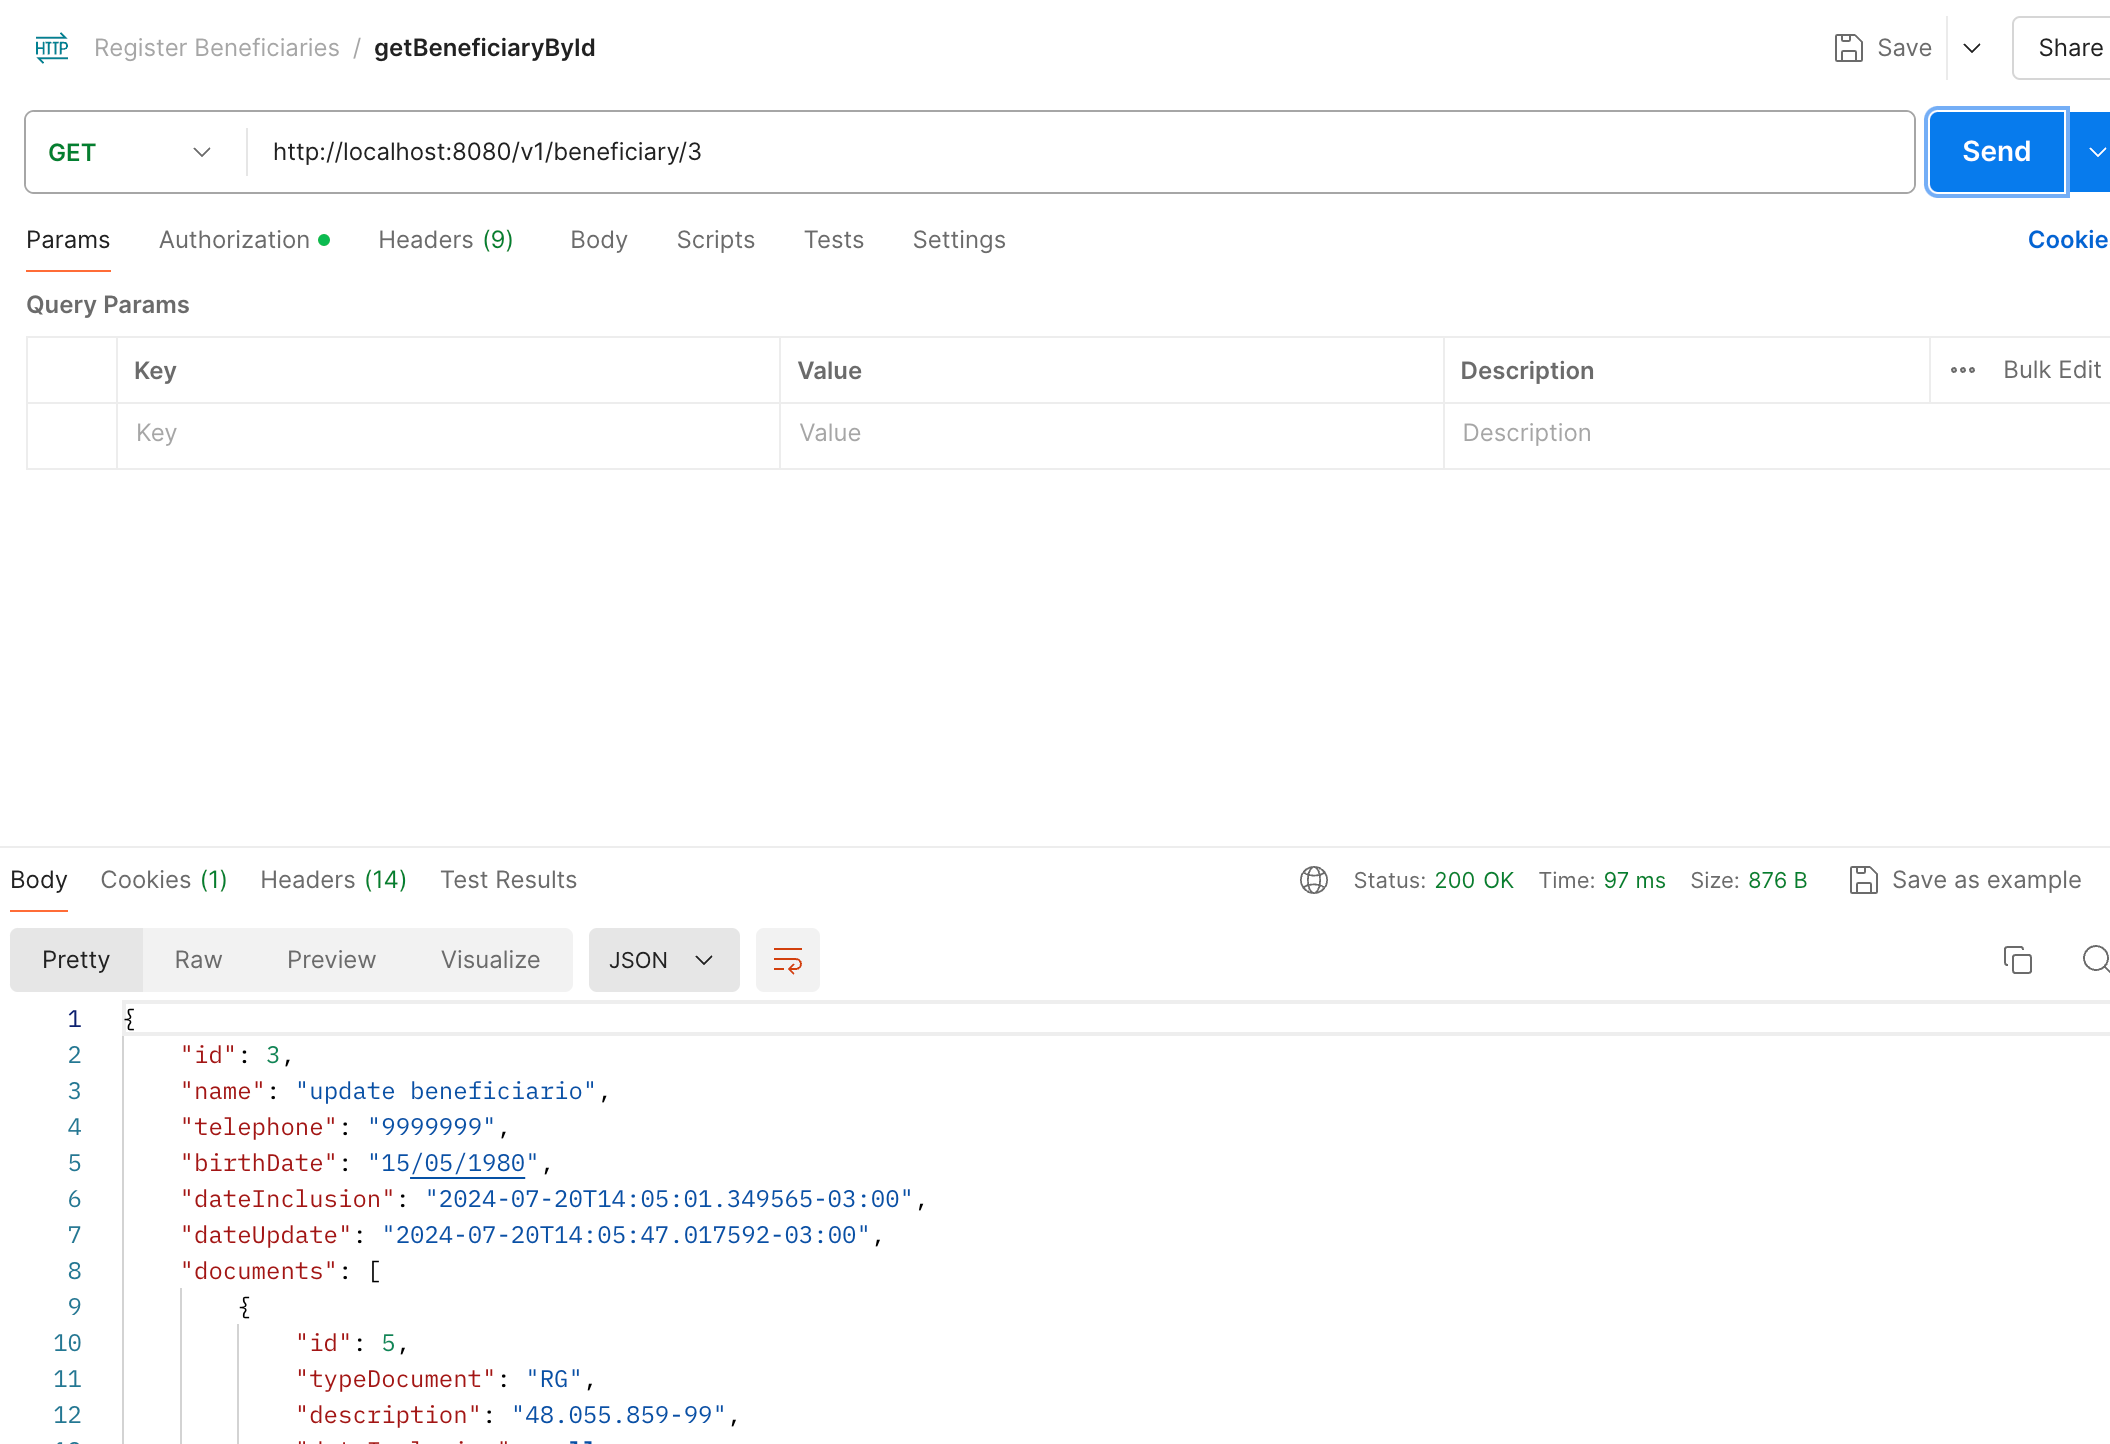 HTTP Register Beneficiaries / getBeneficiaryById Save Share
GET http://localhost:8080/v1/beneficiary/3 Send
Params Authorization Headers (9) Body Scripts Tests Settings Cookie
Query Params
Key Value Description Bulk Edit
Key Value Description
Body Cookies (1) Headers (14) Test Results Status: 200 OK Time: 97 ms Size: 876 B Save as example
Pretty Raw Preview Visualize JSON
1 {
2 "id": 3,
3 "name": "update beneficiario",
4 "telephone": "9999999",
5 "birthDate": "15/05/1980",
6 "dateInclusion": "2024-07-20T14:05:01.349565-03:00",
7 "dateUpdate": "2024-07-20T14:05:47.017592-03:00",
8 "documents": [
9 {
10 "id": 5,
11 "typeDocument": "RG",
12 "description": "48.055.859-99",